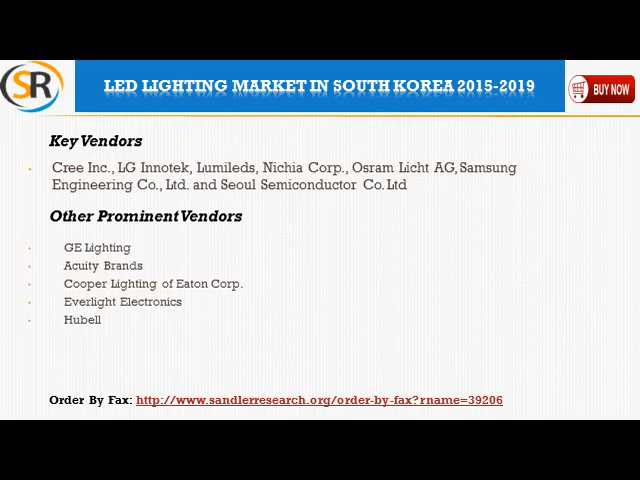 SR
LED LIGHTING MARKET IN SOUTH KOREA 2015-2019
BUY NOW
Key Vendors
Cree Inc., LG Innotek, Lumileds, Nichia Corp., Osram Licht AG, Samsung
Engineering Co., Ltd. and Seoul Semiconductor Co. Ltd
Other Prominent Vendors
GE Lighting
Acuity Brands
Cooper Lighting of Eaton Corp.
Everlight Electronics
Hubell
Order By Fax: http://www.sandlerresearch.org/order-by-fax?rname=39206